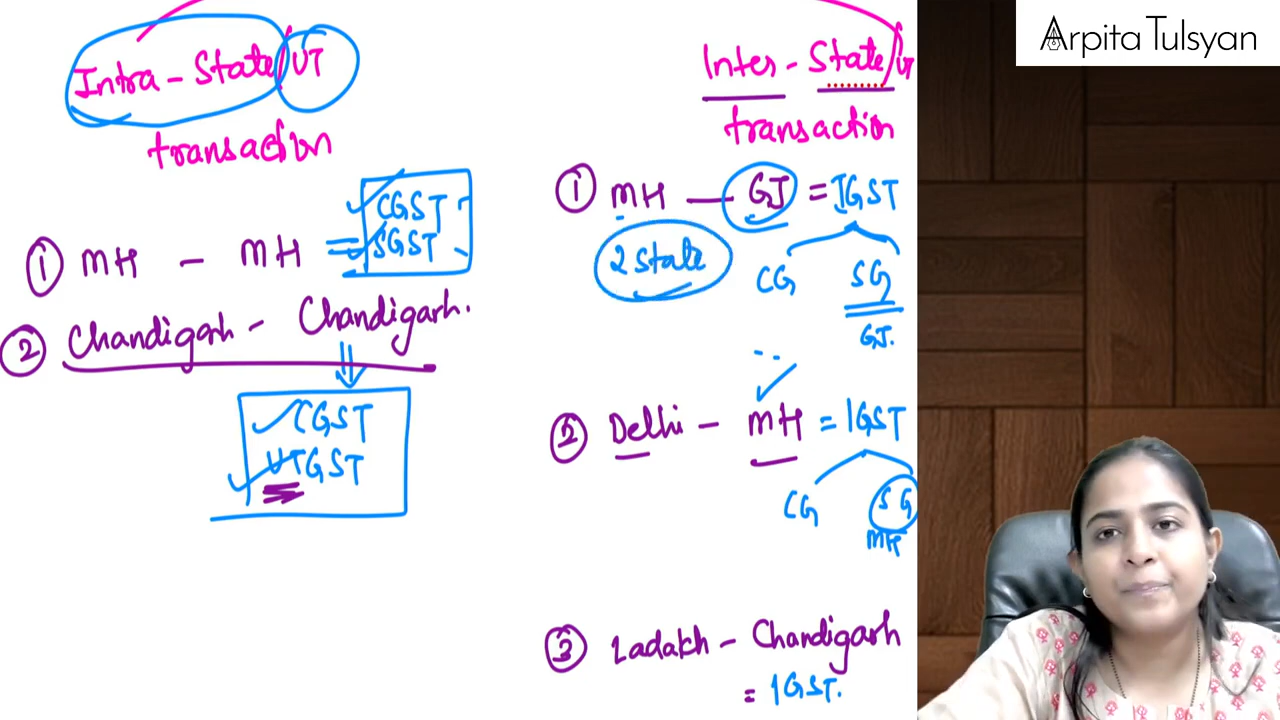 Arpita Tulsyan
Intra - State/UT
transaction
① MH - MH =
CGST
SGST
② Chandigarh - Chandigarh.
CGST
UTGST
Inter - State/UT
transaction
① MH — GJ = IGST
2 State
CG SG
GJ.
② Delhi - MH = IGST
CG SG
MH
③ Ladakh - Chandigarh
= IGST.